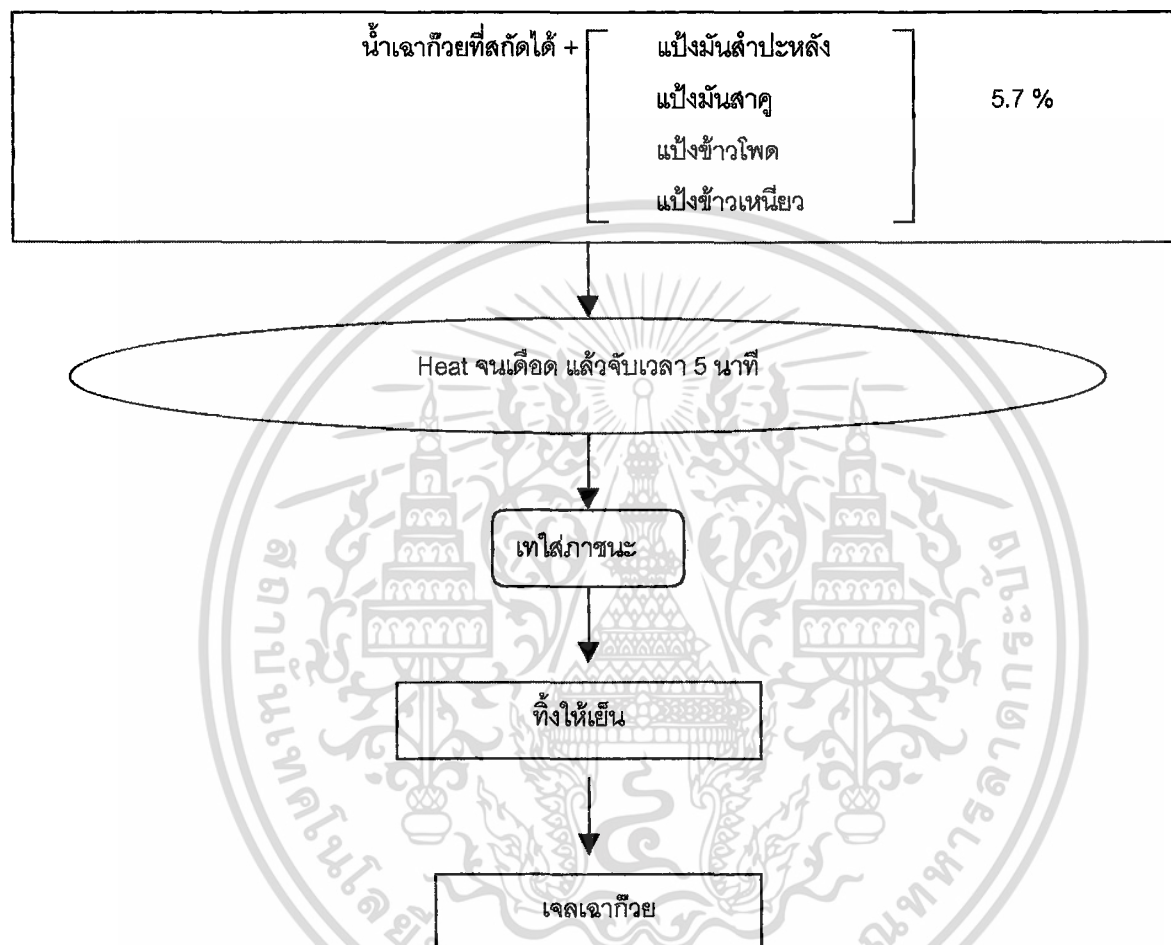 น้ำเฉาก๊วยที่สกัดได้ + แป้งมันสำปะหลัง
แป้งมันสาคู 5.7 %
แป้งข้าวโพด
แป้งข้าวเหนียว
Heat จนเดือด แล้วจับเวลา 5 นาที
เทใส่ภาชนะ
ทิ้งให้เย็น
เจลเฉาก๊วย